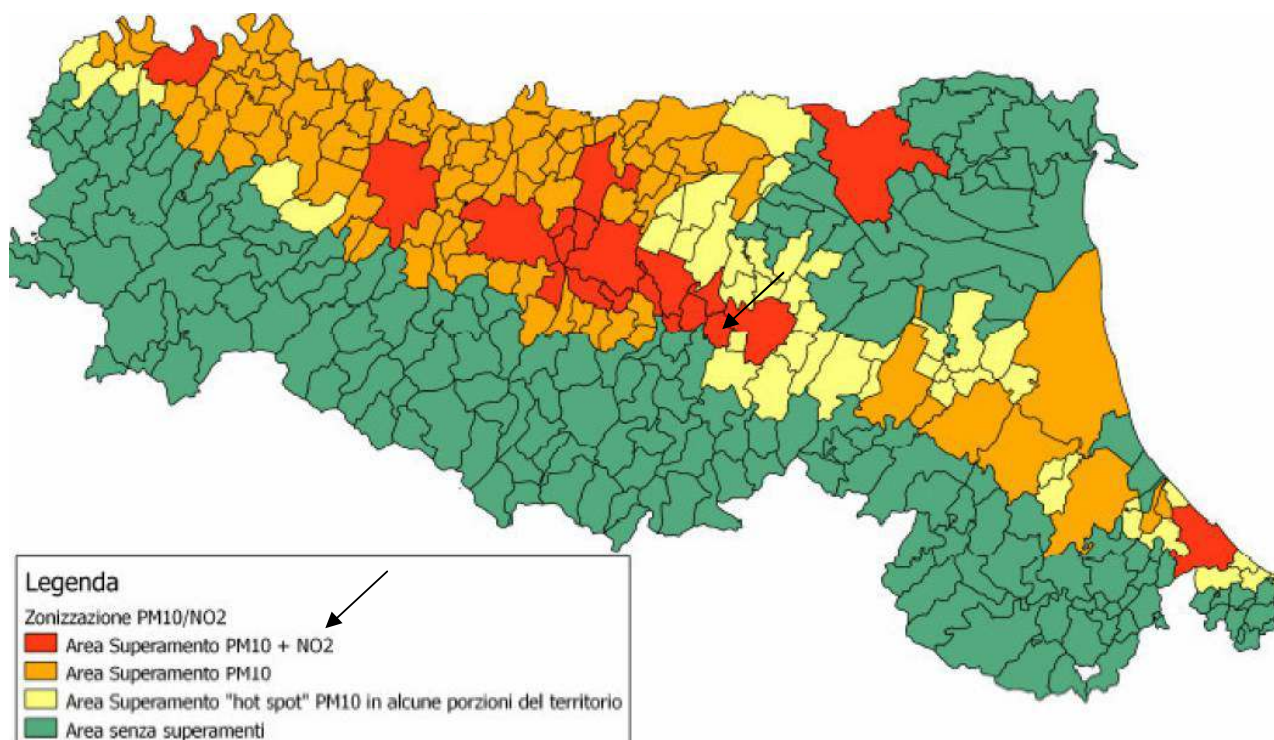 Legenda
Zonizzazione PM10/NO2
Area Superamento PM10 + NO2
Area Superamento PM10
Area Superamento "hot spot" PM10 in alcune porzioni del territorio
Area senza superamenti